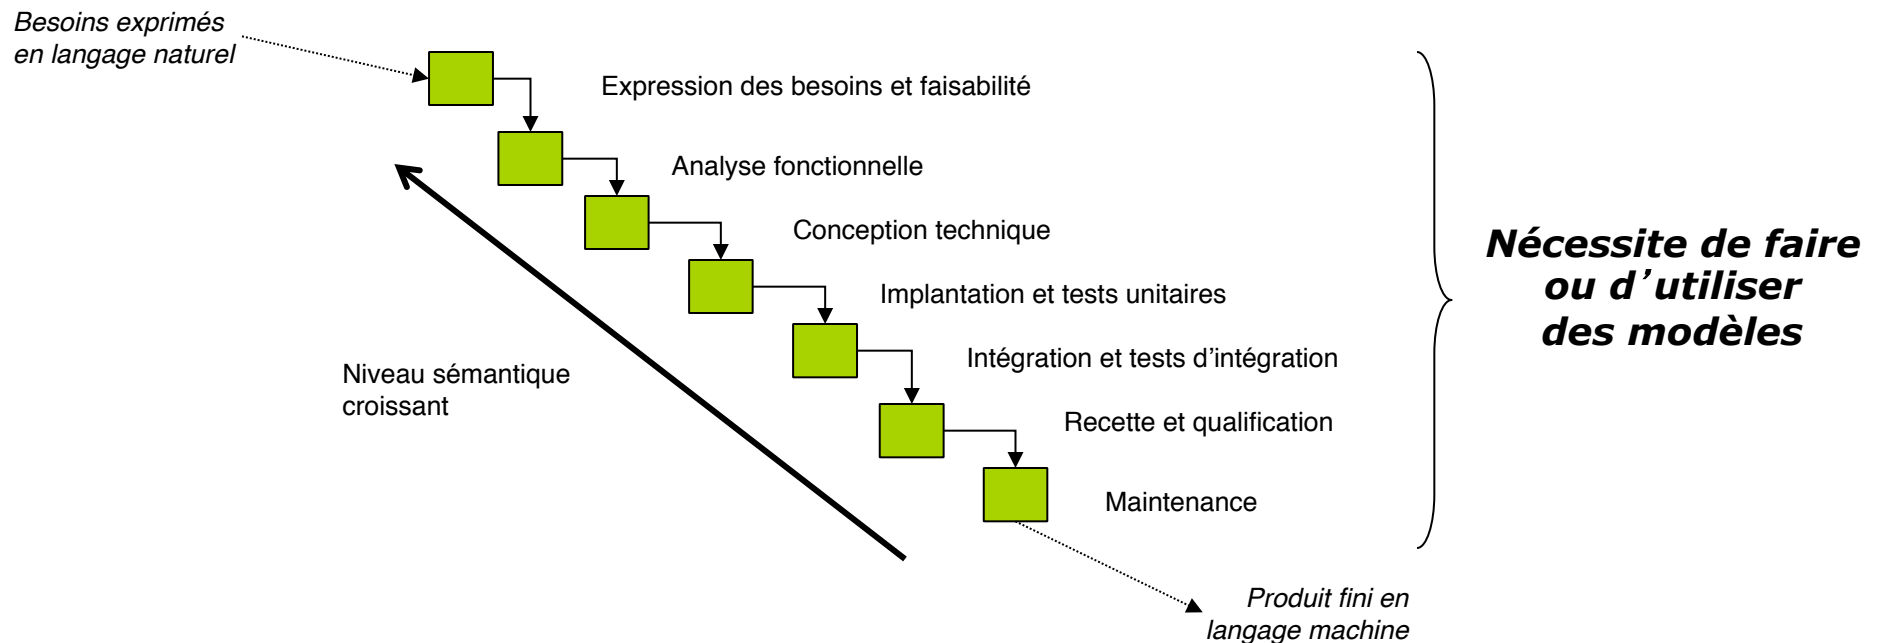 Besoins exprimés
en langage naturel
Expression des besoins et faisabilité
Analyse fonctionnelle
Conception technique
Implantation et tests unitaires
Intégration et tests d’intégration
Recette et qualification
Maintenance
Niveau sémantique
croissant
Nécessite de faire
ou d’utiliser
des modèles
Produit fini en
langage machine